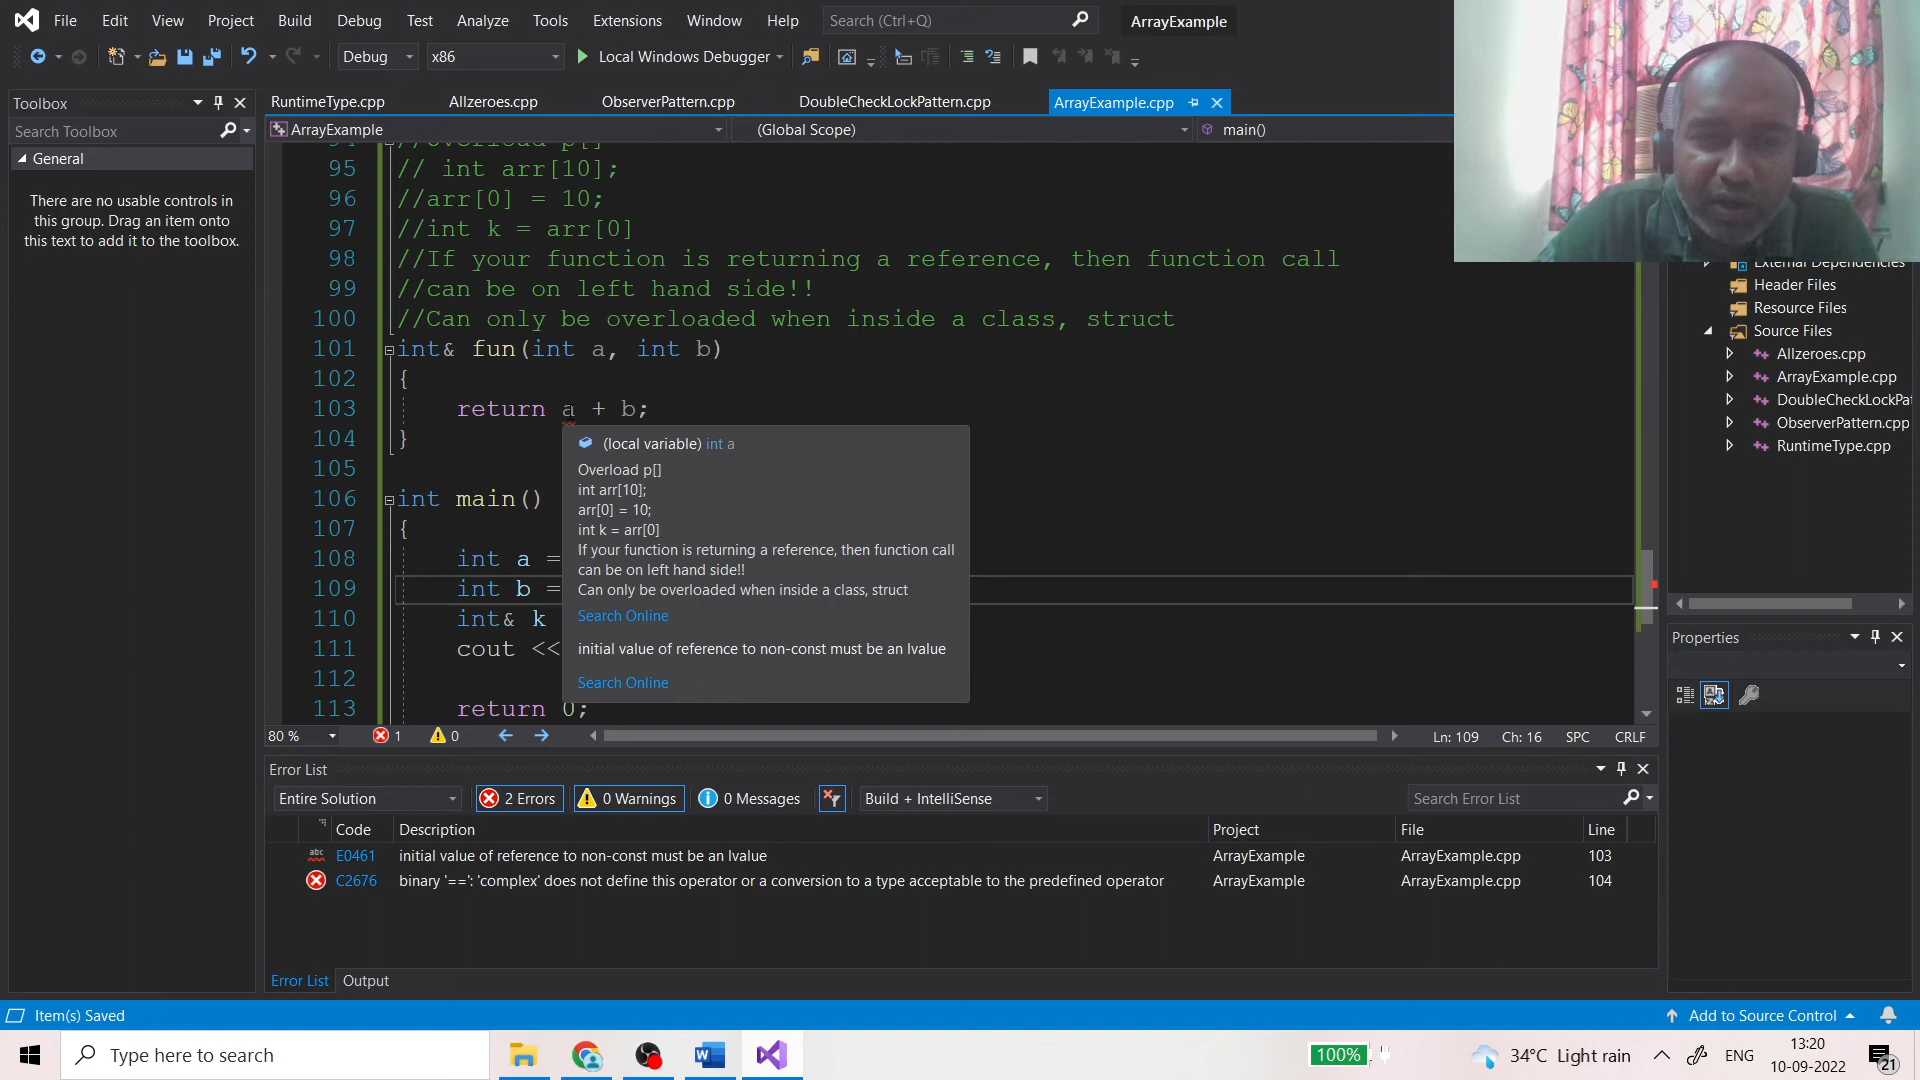 File Edit View Project Build Debug Test Analyze Tools Extensions Window Help Search (Ctrl+Q) ArrayExample
Debug x86 Local Windows Debugger
Toolbox
Search Toolbox
General
There are no usable controls in
this group. Drag an item onto
this text to add it to the toolbox.
RuntimeType.cpp Allzeroes.cpp ObserverPattern.cpp DoubleCheckLockPattern.cpp ArrayExample.cpp
ArrayExample (Global Scope) main()
94 //Overload p[]
95 // int arr[10];
96 //arr[0] = 10;
97 //int k = arr[0]
98 //If your function is returning a reference, then function call
99 //can be on left hand side!!
100 //Can only be overloaded when inside a class, struct
101 int& fun(int a, int b)
102 {
103 return a + b;
104 }
105
106 int main()
107 {
108 int a =
109 int b =
110 int& k
111 cout <<
112
113 return 0;
(local variable) int a
Overload p[]
int arr[10];
arr[0] = 10;
int k = arr[0]
If your function is returning a reference, then function call
can be on left hand side!!
Can only be overloaded when inside a class, struct
Search Online
initial value of reference to non-const must be an lvalue
Search Online
80 % 1 0 Ln: 109 Ch: 16 SPC CRLF
External Dependencies
Header Files
Resource Files
Source Files
Allzeroes.cpp
ArrayExample.cpp
DoubleCheckLockPat
ObserverPattern.cpp
RuntimeType.cpp
Properties
Error List
Entire Solution 2 Errors 0 Warnings 0 Messages Build + IntelliSense Search Error List
Code Description Project File Line
abc E0461 initial value of reference to non-const must be an lvalue ArrayExample ArrayExample.cpp 103
C2676 binary '==': 'complex' does not define this operator or a conversion to a type acceptable to the predefined operator ArrayExample ArrayExample.cpp 104
Error List Output
Item(s) Saved Add to Source Control
Type here to search 100% 34°C Light rain ENG 13:20
10-09-2022 21